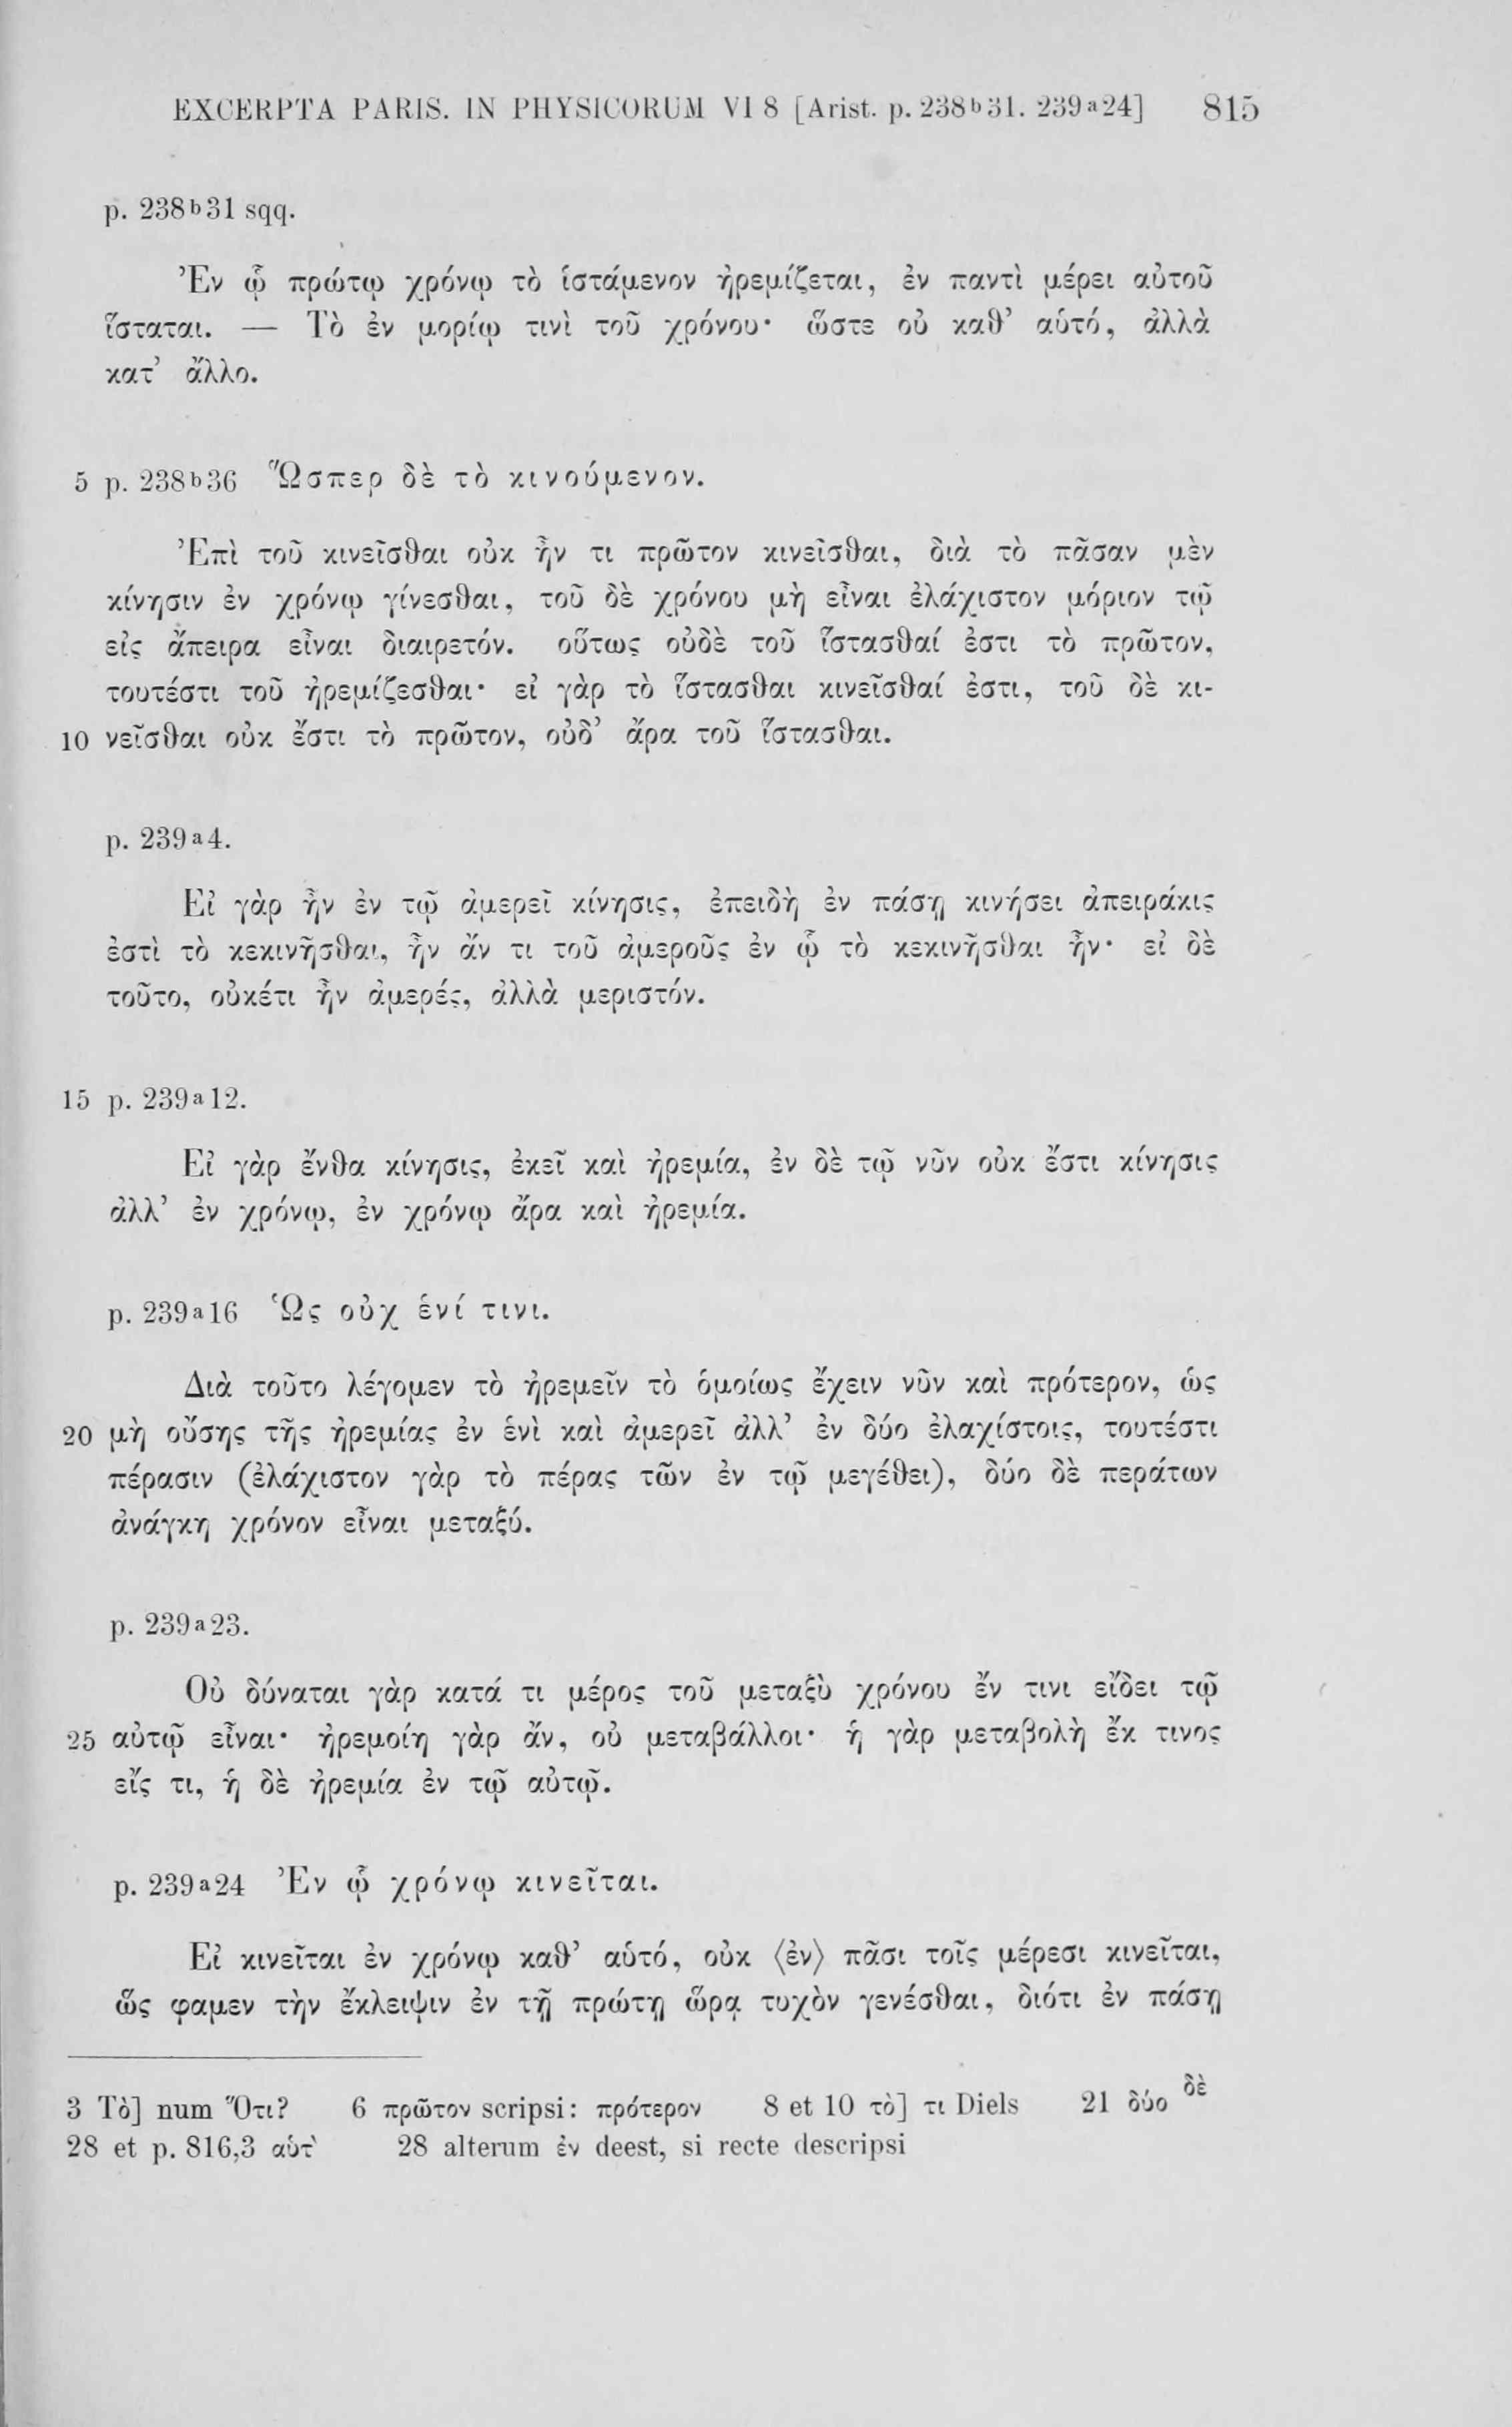 EXCERPTA PARIS. IN PHYSICORUM VI 8 [Arist. p. 238ᵇ31. 239ᵃ24] 815
p. 238ᵇ31 sqq.
Ἐν ᾧ πρώτῳ χρόνῳ τὸ ἱστάμενον ἠρεμίζεται, ἐν παντὶ μέρει αὐτοῦ
ἵσταται. — Τὸ ἐν μορίῳ τινὶ τοῦ χρόνου· ὥστε οὐ καθ’ αὑτό, ἀλλὰ
κατ’ ἄλλο.
5 p. 238ᵇ36 Ὥσπερ δὲ τὸ κινούμενον.
Ἐπὶ τοῦ κινεῖσθαι οὐκ ἦν τι πρῶτον κινεῖσθαι, διὰ τὸ πᾶσαν μὲν
κίνησιν ἐν χρόνῳ γίνεσθαι, τοῦ δὲ χρόνου μὴ εἶναι ἐλάχιστον μόριον τῷ
εἰς ἄπειρα εἶναι διαιρετόν. οὕτως οὐδὲ τοῦ ἵστασθαί ἐστι τὸ πρῶτον,
τουτέστι τοῦ ἠρεμίζεσθαι· εἰ γὰρ τὸ ἵστασθαι κινεῖσθαί ἐστι, τοῦ δὲ κι-
10 νεῖσθαι οὐκ ἔστι τὸ πρῶτον, οὐδ’ ἄρα τοῦ ἵστασθαι.
p. 239ᵃ4.
Εἰ γὰρ ἦν ἐν τῷ ἀμερεῖ κίνησις, ἐπειδὴ ἐν πάσῃ κινήσει ἀπειράκις
ἐστὶ τὸ κεκινῆσθαι, ἦν ἄν τι τοῦ ἀμεροῦς ἐν ᾧ τὸ κεκινῆσθαι ἦν· εἰ δὲ
τοῦτο, οὐκέτι ἦν ἀμερές, ἀλλὰ μεριστόν.
15 p. 239ᵃ12.
Εἰ γὰρ ἔνθα κίνησις, ἐκεῖ καὶ ἠρεμία, ἐν δὲ τῷ νῦν οὐκ ἔστι κίνησις
ἀλλ’ ἐν χρόνῳ, ἐν χρόνῳ ἄρα καὶ ἠρεμία.
p. 239ᵃ16 Ὡς οὐχ ἑνί τινι.
Διὰ τοῦτο λέγομεν τὸ ἠρεμεῖν τὸ ὁμοίως ἔχειν νῦν καὶ πρότερον, ὡς
20 μὴ οὔσης τῆς ἠρεμίας ἐν ἑνὶ καὶ ἀμερεῖ ἀλλ’ ἐν δύο ἐλαχίστοις, τουτέστι
πέρασιν (ἐλάχιστον γὰρ τὸ πέρας τῶν ἐν τῷ μεγέθει), δύο δὲ περάτων
ἀνάγκη χρόνον εἶναι μεταξύ.
p. 239ᵃ23.
Οὐ δύναται γὰρ κατά τι μέρος τοῦ μεταξὺ χρόνου ἔν τινι εἴδει τῷ
25 αὐτῷ εἶναι· ἠρεμοίη γὰρ ἄν, οὐ μεταβάλλοι· ἡ γὰρ μεταβολὴ ἔκ τινος
εἴς τι, ἡ δὲ ἠρεμία ἐν τῷ αὐτῷ.
p. 239ᵃ24 Ἐν ᾧ χρόνῳ κινεῖται.
Εἰ κινεῖται ἐν χρόνῳ καθ’ αὑτό, οὐκ ⟨ἐν⟩ πᾶσι τοῖς μέρεσι κινεῖται,
ὥς φαμεν τὴν ἔκλειψιν ἐν τῇ πρώτῃ ὥρᾳ τυχὸν γενέσθαι, διότι ἐν πάσῃ
3 Τὸ] num Ὅτι? 6 πρῶτον scripsi: πρότερον 8 et 10 τὸ] τι Diels 21 δύο δὲ
28 et p. 816,3 αὑτ` 28 alterum ἐν deest, si recte descripsi